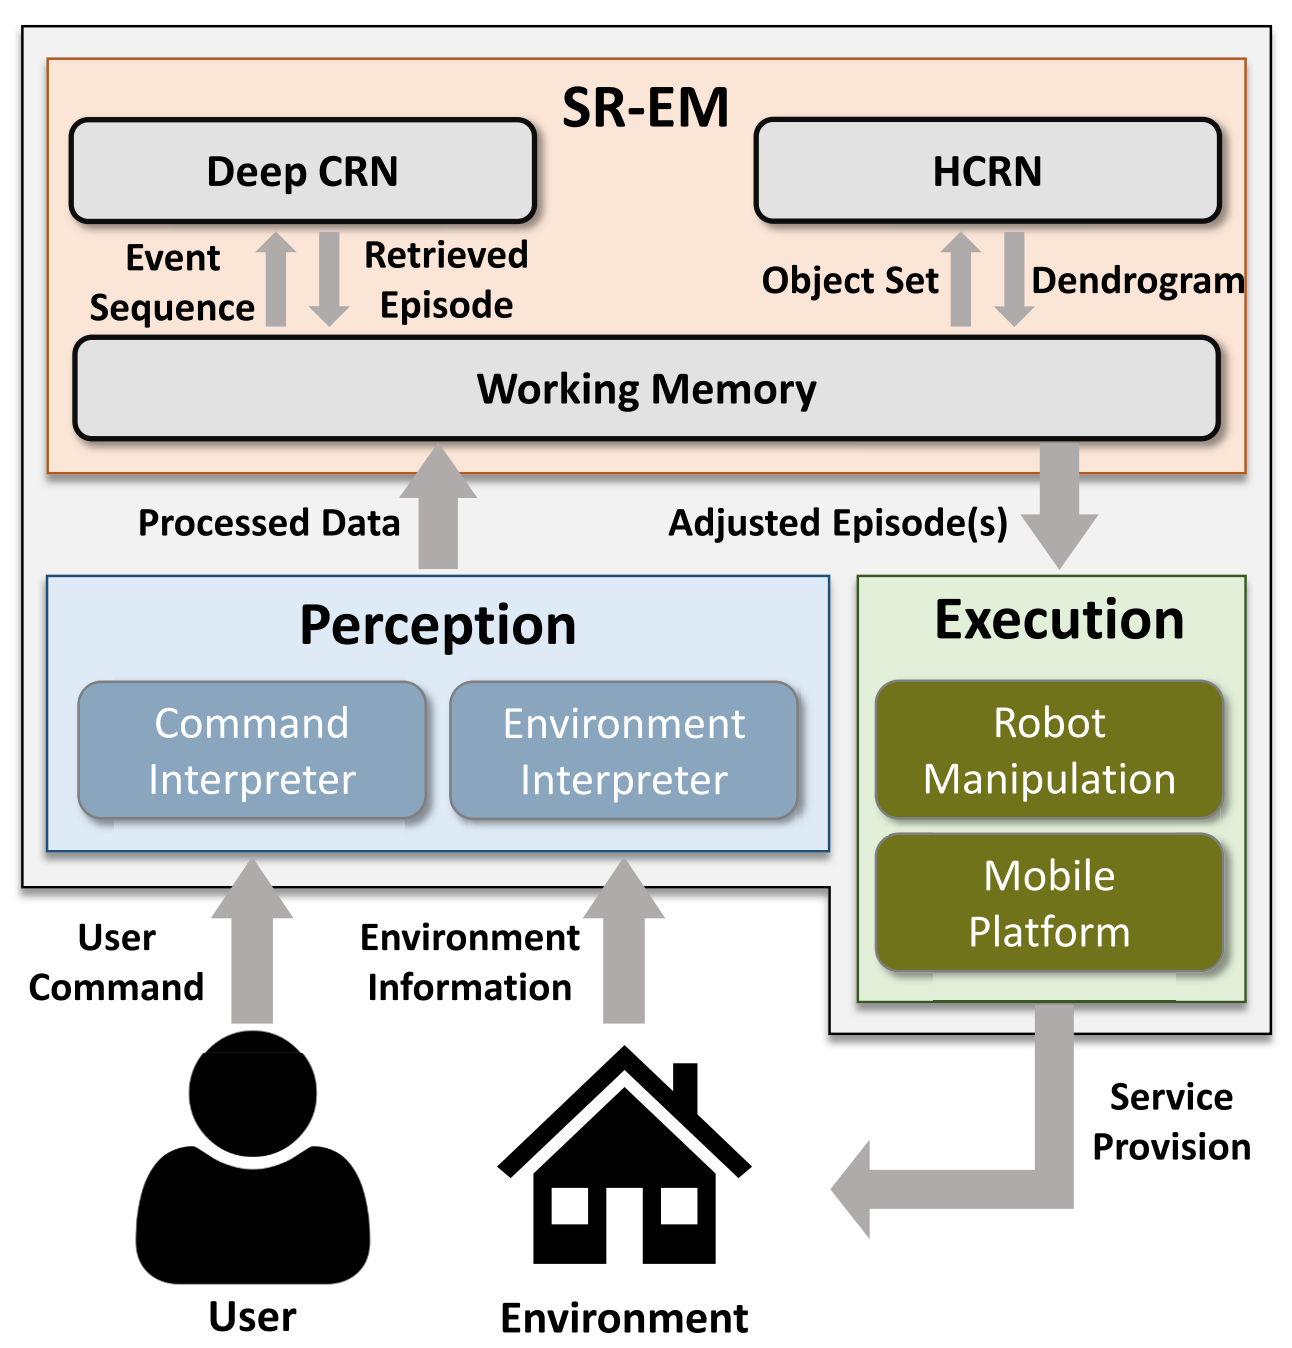 SR-EM
Deep CRN
HCRN
Event
Sequence
Retrieved
Episode
Object Set
Dendrogram
Working Memory
Processed Data
Adjusted Episode(s)
Perception
Command
Interpreter
Environment
Interpreter
Execution
Robot
Manipulation
Mobile
Platform
User
Command
Environment
Information
Service
Provision
User
Environment